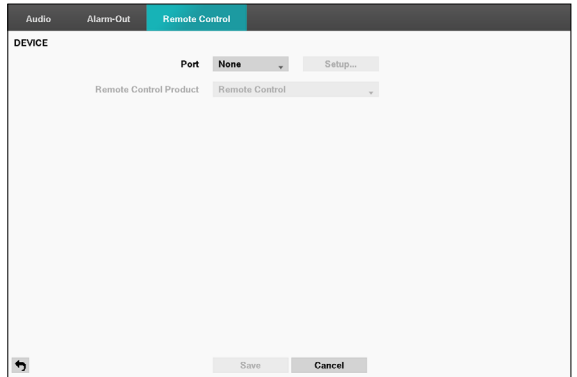 Audio Alarm-Out Remote Control
DEVICE
Port None Setup...
Remote Control Product Remote Control
Save Cancel